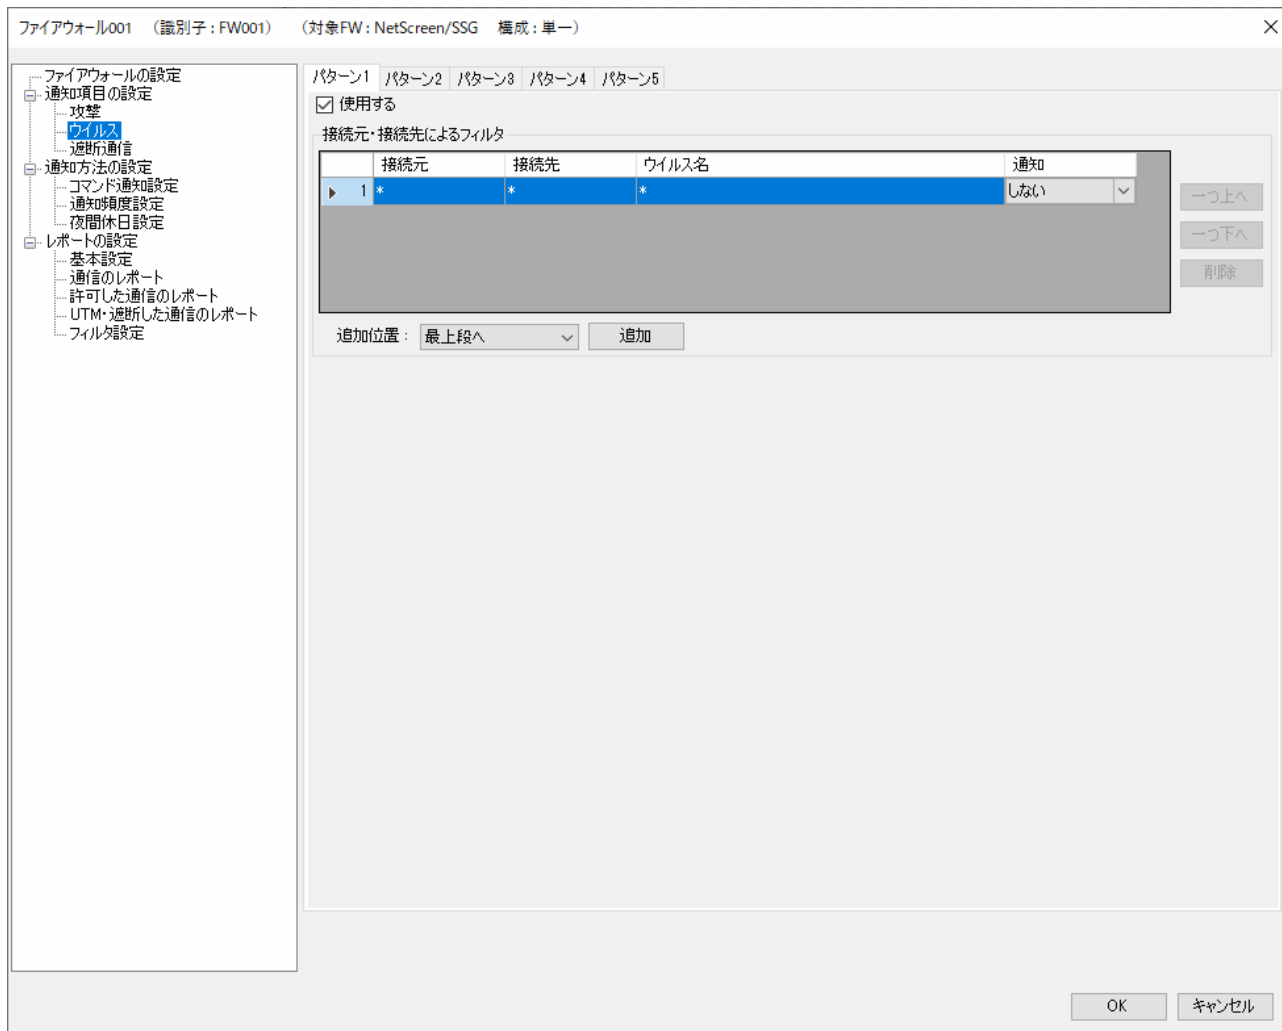 ファイアウォール001　（識別子：FW001）　（対象FW：NetScreen/SSG　構成：単一）
ファイアウォールの設定
通知項目の設定
攻撃
ウイルス
遮断通信
通知方法の設定
コマンド通知設定
通知頻度設定
夜間休日設定
レポートの設定
基本設定
通信のレポート
許可した通信のレポート
UTM・遮断した通信のレポート
フィルタ設定
パターン1 パターン2 パターン3 パターン4 パターン5
使用する
接続元・接続先によるフィルタ
接続元 接続先 ウイルス名 通知
1 * * * しない
一つ上へ
一つ下へ
削除
追加位置： 最上段へ 追加
OK キャンセル